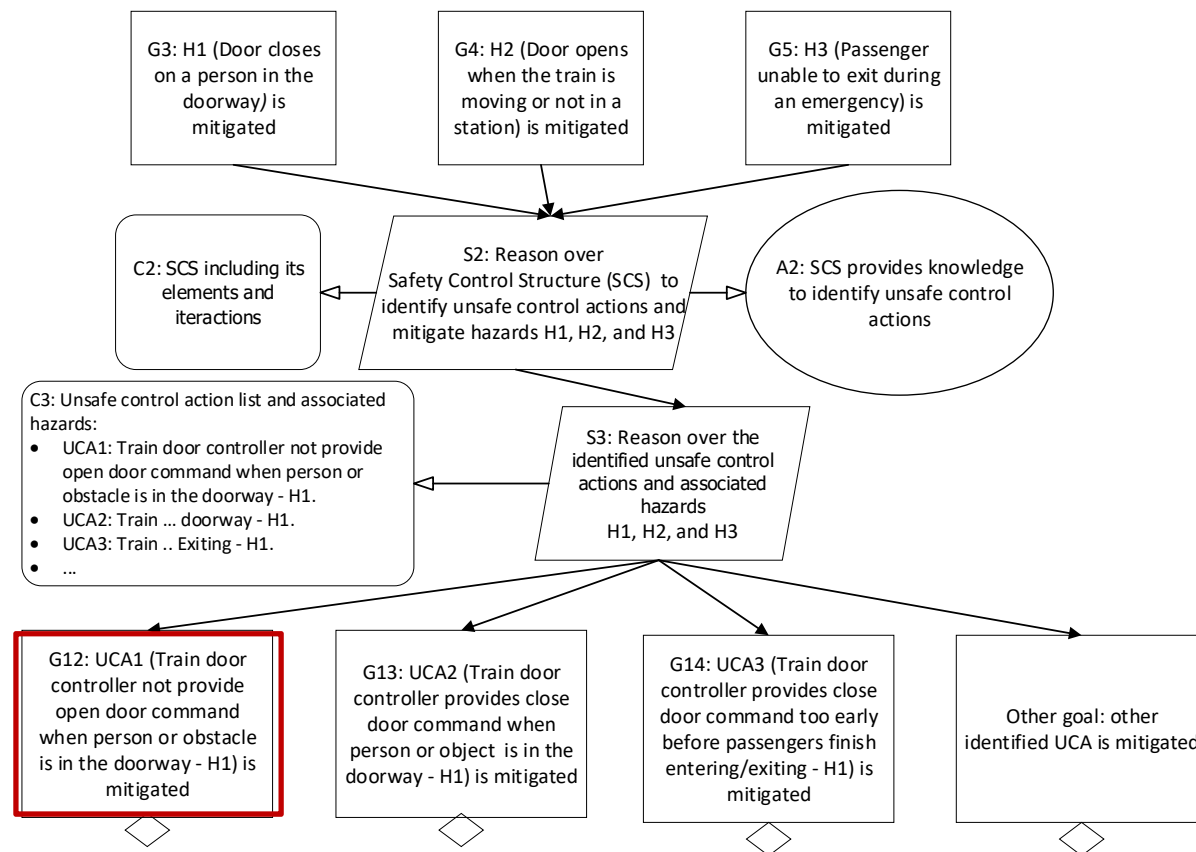 G3: H1 (Door closes
on a person in the
doorway) is
mitigated
G4: H2 (Door opens
when the train is
moving or not in a
station) is mitigated
G5: H3 (Passenger
unable to exit during
an emergency) is
mitigated
C2: SCS including its
elements and
iteractions
S2: Reason over
Safety Control Structure (SCS) to
identify unsafe control actions and
mitigate hazards H1, H2, and H3
A2: SCS provides knowledge
to identify unsafe control
actions
C3: Unsafe control action list and associated
hazards:
• UCA1: Train door controller not provide
open door command when person or
obstacle is in the doorway - H1.
• UCA2: Train ... doorway - H1.
• UCA3: Train .. Exiting - H1.
• ...
S3: Reason over the
identified unsafe control
actions and associated
hazards
H1, H2, and H3
G12: UCA1 (Train door
controller not provide
open door command
when person or obstacle
is in the doorway - H1) is
mitigated
G13: UCA2 (Train door
controller provides close
door command when
person or object is in the
doorway - H1) is mitigated
G14: UCA3 (Train door
controller provides close
door command too early
before passengers finish
entering/exiting - H1) is
mitigated
Other goal: other
identified UCA is mitigated